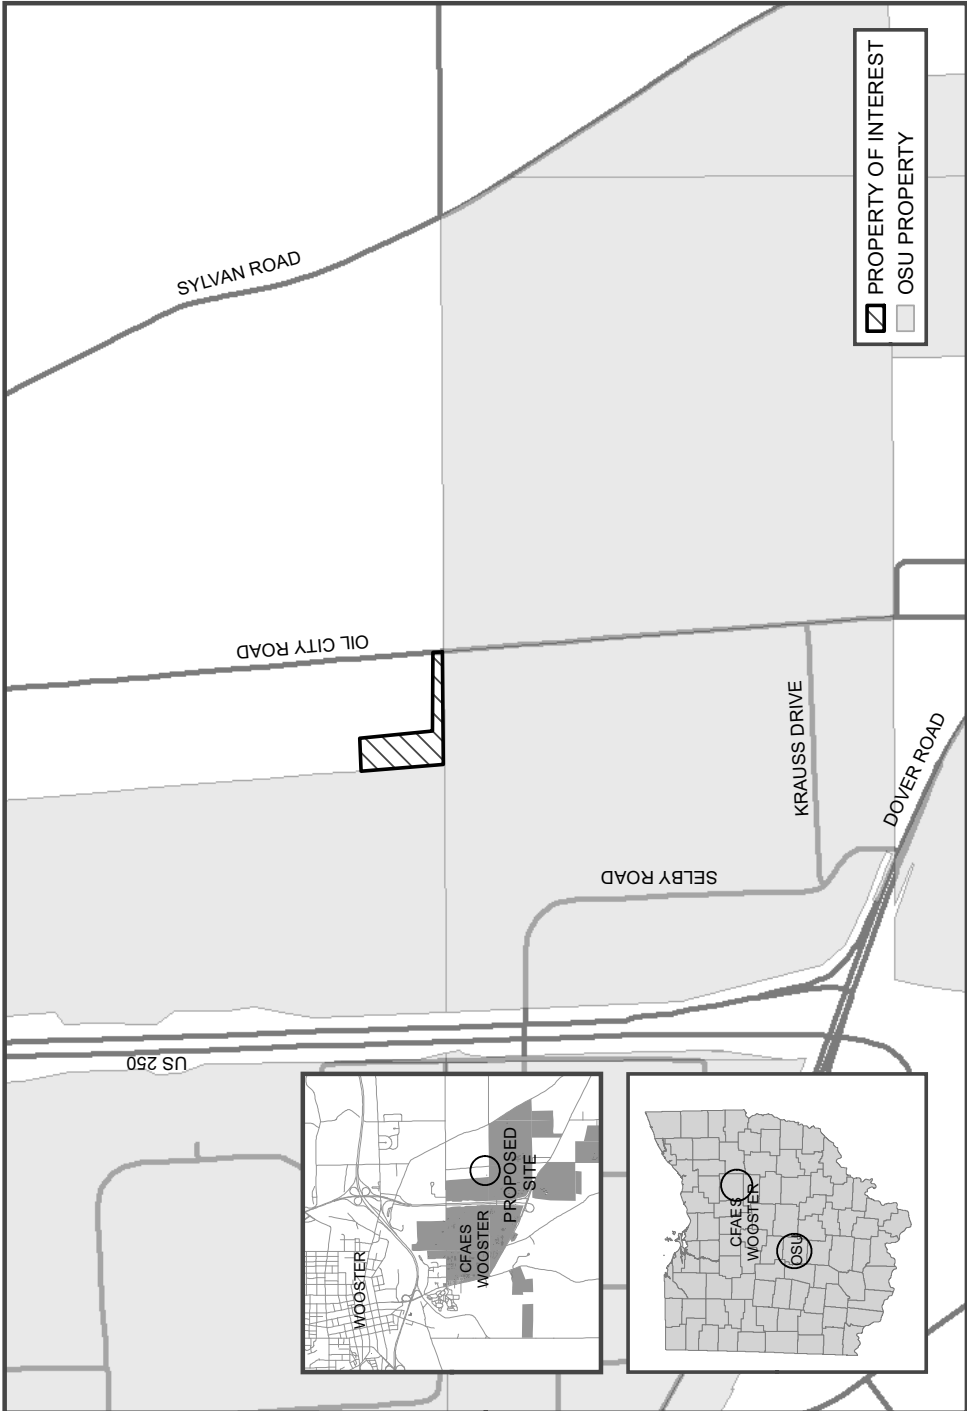 SYLVAN ROAD
OIL CITY ROAD
US 250
SELBY ROAD
KRAUSS DRIVE
DOVER ROAD
PROPERTY OF INTEREST
OSU PROPERTY
WOOSTER
CFAES
WOOSTER
PROPOSED
SITE
CFAES
WOOSTER
OSU